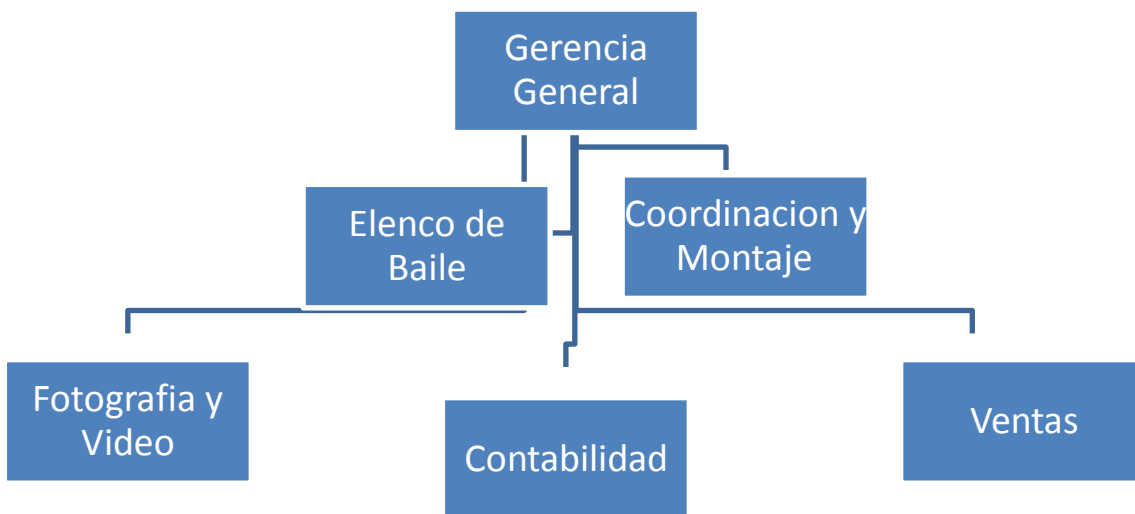 Gerencia
General
Elenco de
Baile
Coordinacion y
Montaje
Fotografia y
Video
Contabilidad
Ventas